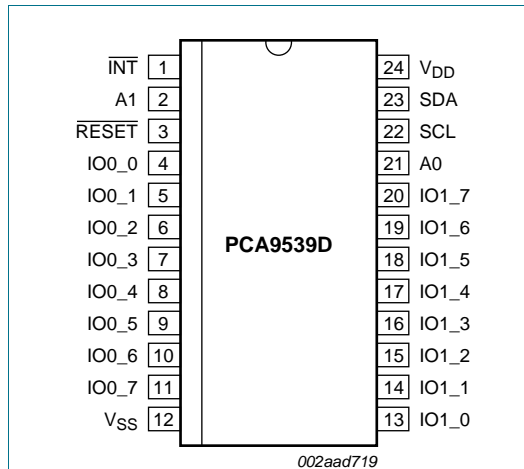 INT 1 24 VDD
A1 2 23 SDA
RESET 3 22 SCL
IO0_0 4 21 A0
IO0_1 5 20 IO1_7
IO0_2 6 19 IO1_6
PCA9539D
IO0_3 7 18 IO1_5
IO0_4 8 17 IO1_4
IO0_5 9 16 IO1_3
IO0_6 10 15 IO1_2
IO0_7 11 14 IO1_1
VSS 12 13 IO1_0
002aad719